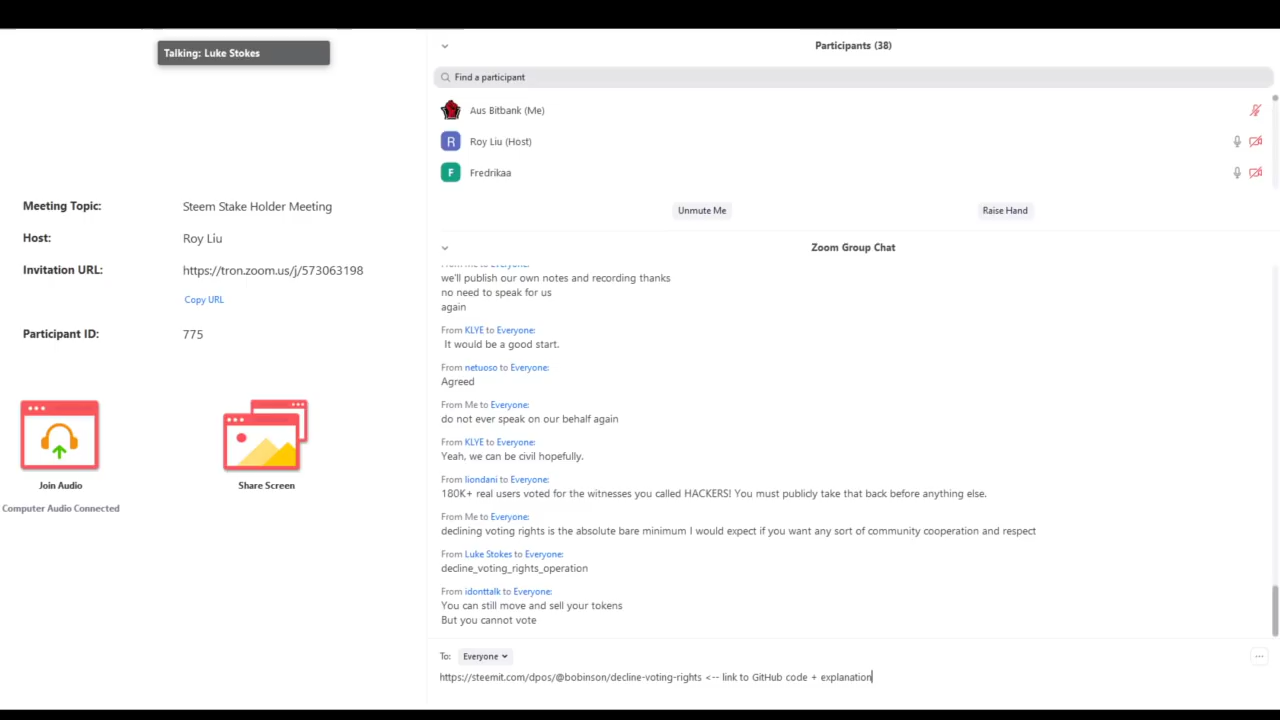 Talking: Luke Stokes
Meeting Topic: Steem Stake Holder Meeting
Host: Roy Liu
Invitation URL: https://tron.zoom.us/j/573063198
Copy URL
Participant ID: 775
Join Audio
Computer Audio Connected
Share Screen
Participants (38)
Find a participant
Aus Bitbank (Me)
R Roy Liu (Host)
F Fredrikaa
Unmute Me Raise Hand
Zoom Group Chat
From Me to Everyone:
we'll publish our own notes and recording thanks
no need to speak for us
again
From KLYE to Everyone:
It would be a good start.
From netuoso to Everyone:
Agreed
From Me to Everyone:
do not ever speak on our behalf again
From KLYE to Everyone:
Yeah, we can be civil hopefully.
From liondani to Everyone:
180K+ real users voted for the witnesses you called HACKERS! You must publicly take that back before anything else.
From Me to Everyone:
declining voting rights is the absolute bare minimum I would expect if you want any sort of community cooperation and respect
From Luke Stokes to Everyone:
decline_voting_rights_operation
From idonttalk to Everyone:
You can still move and sell your tokens
But you cannot vote
To: Everyone
https://steemit.com/dpos/@bobinson/decline-voting-rights <-- link to GitHub code + explanation